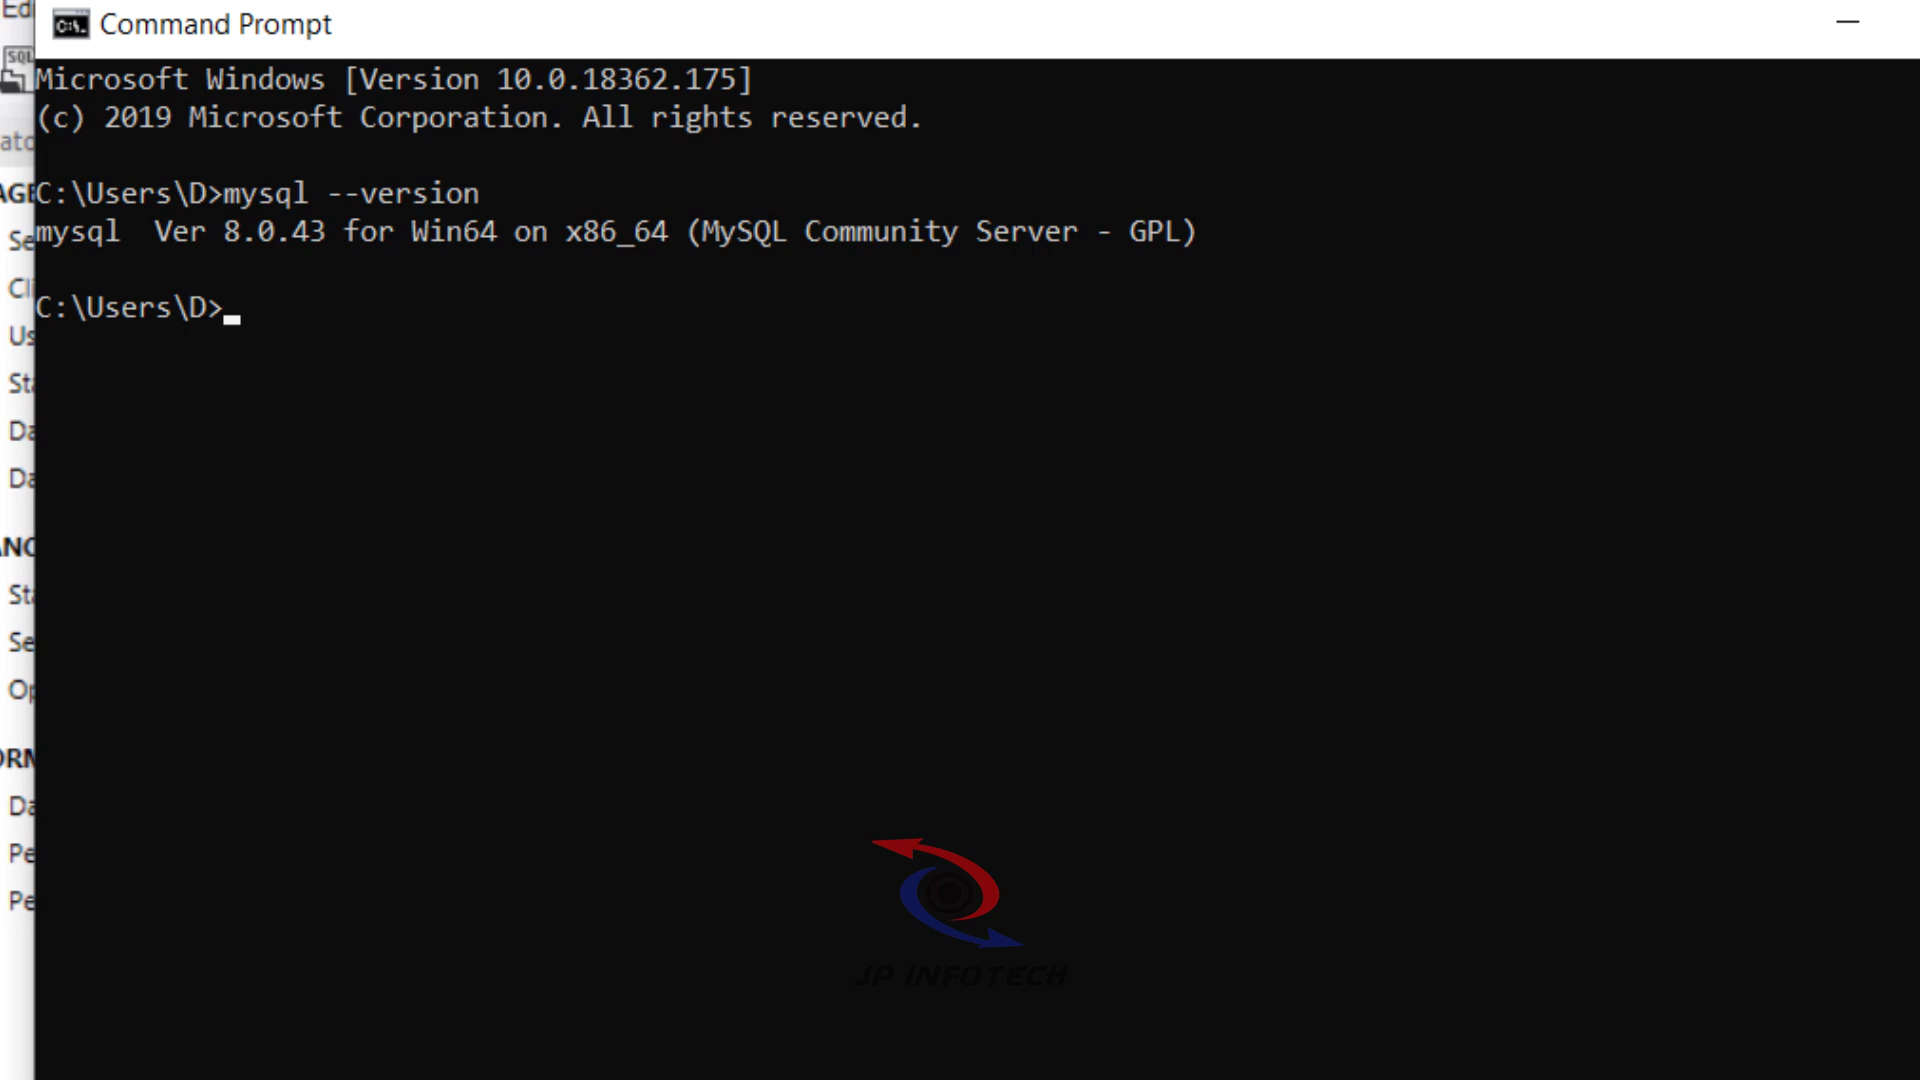 Command Prompt
Microsoft Windows [Version 10.0.18362.175]
(c) 2019 Microsoft Corporation. All rights reserved.
C:\Users\D>mysql --version
mysql  Ver 8.0.43 for Win64 on x86_64 (MySQL Community Server - GPL)
C:\Users\D>
JP INFOTECH